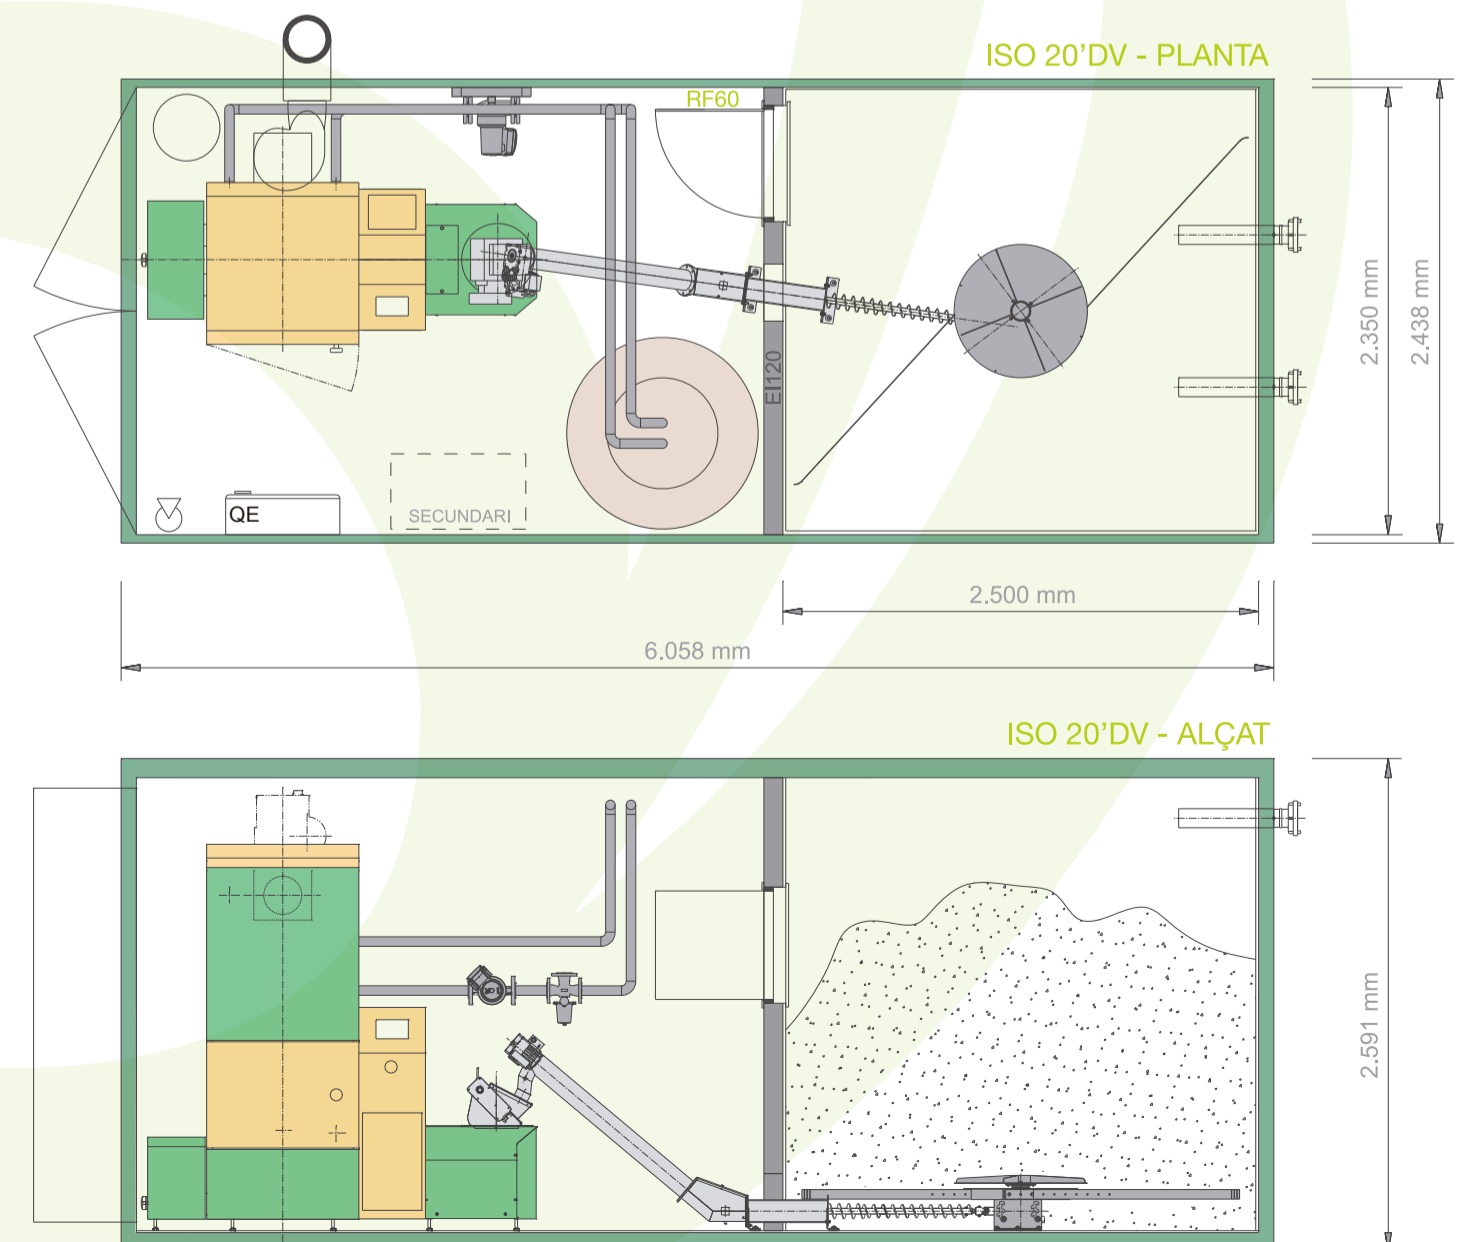 ISO 20’DV - PLANTA
RF60
EI120
QE
SECUNDARI
2.350 mm
2.438 mm
2.500 mm
6.058 mm
ISO 20’DV - ALÇAT
2.591 mm